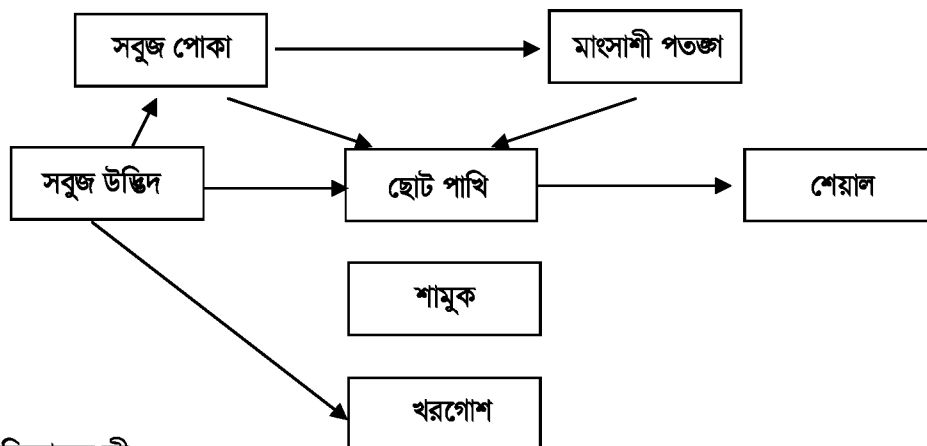 সবুজ পোকা
মাংসাশী পতঙ্গ
সবুজ উদ্ভিদ
ছোট পাখি
শেয়াল
শামুক
খরগোশ